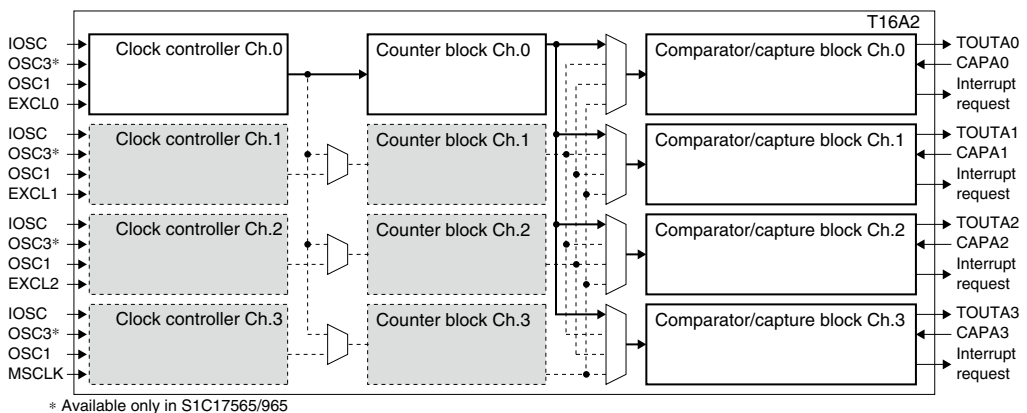 T16A2
IOSC
OSC3*
OSC1
EXCL0
Clock controller Ch.0
Counter block Ch.0
Comparator/capture block Ch.0
TOUTA0
CAPA0
Interrupt
request
IOSC
OSC3*
OSC1
EXCL1
Clock controller Ch.1
Counter block Ch.1
Comparator/capture block Ch.1
TOUTA1
CAPA1
Interrupt
request
IOSC
OSC3*
OSC1
EXCL2
Clock controller Ch.2
Counter block Ch.2
Comparator/capture block Ch.2
TOUTA2
CAPA2
Interrupt
request
IOSC
OSC3*
OSC1
MSCLK
Clock controller Ch.3
Counter block Ch.3
Comparator/capture block Ch.3
TOUTA3
CAPA3
Interrupt
request
* Available only in S1C17565/965